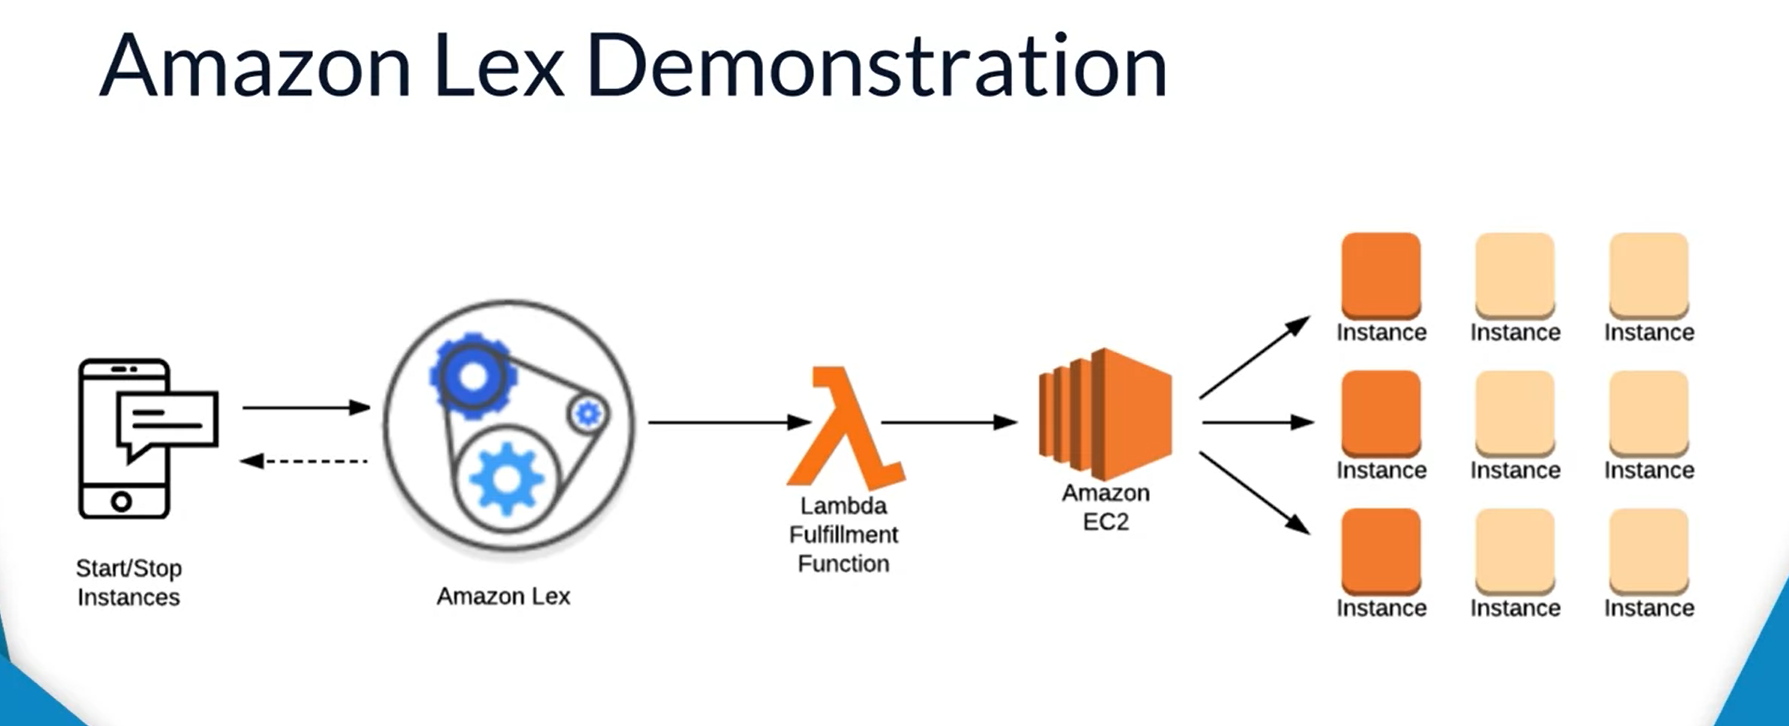 Amazon Lex Demonstration
Start/Stop
Instances
Amazon Lex
Lambda
Fulfillment
Function
Amazon
EC2
Instance Instance Instance
Instance Instance Instance
Instance Instance Instance